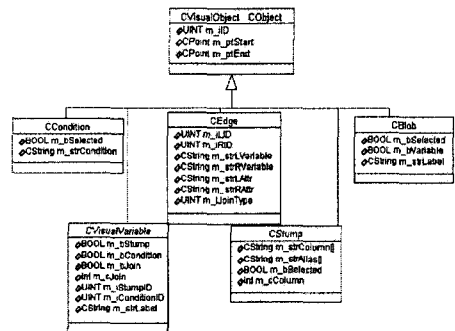 CVisualObject CObject
UINT m_iID
CPoint m_ptStart
CPoint m_ptEnd
CCondition
BOOL m_bSelected
CString m_strCondition
CEdge
UINT m_iLID
UINT m_iRID
CString m_strLVariable
CString m_strRVariable
CString m_strLAttr
CString m_strRAttr
UINT m_iJoinType
CBlob
BOOL m_bSelected
BOOL m_bVariable
CString m_strLabel
CVisualVariable
BOOL m_bStump
BOOL m_bCondition
BOOL m_bJoin
int m_cJoin
UINT m_iStumpID
UINT m_iConditionID
CString m_strLabel
CStump
CString m_strColumn[]
CString m_strAlias[]
BOOL m_bSelected
int m_cColumn